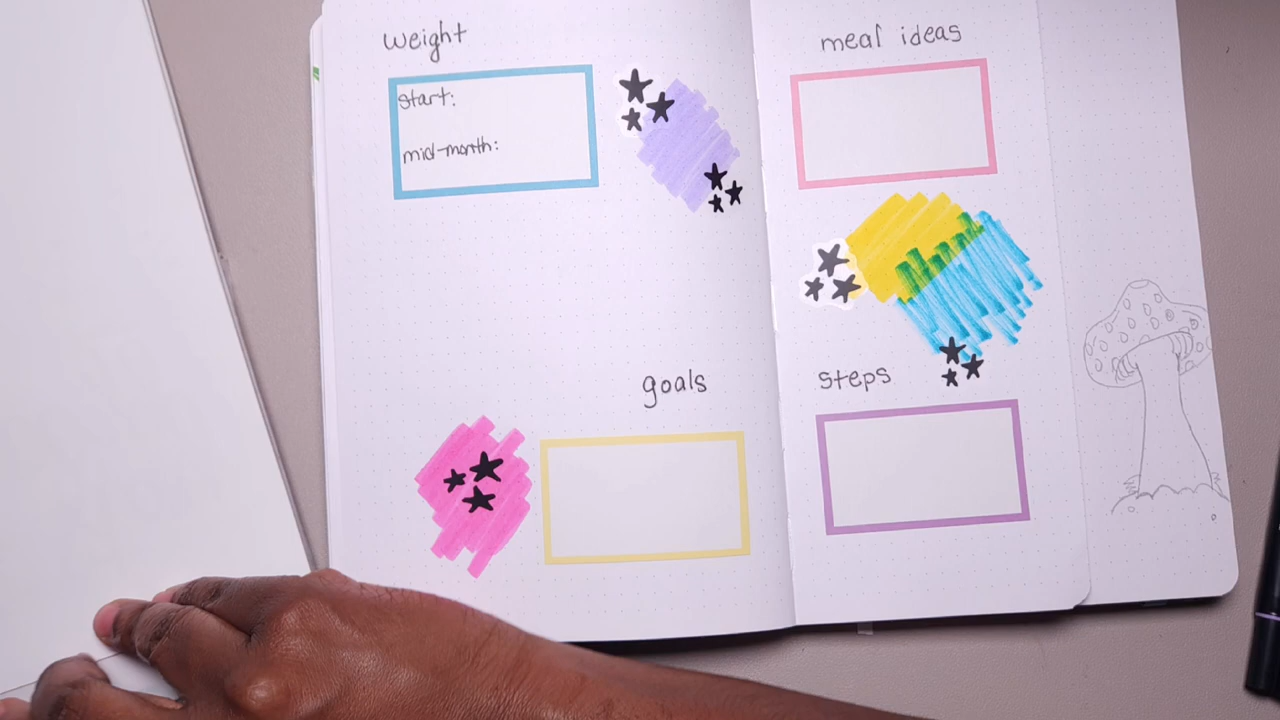 weight
start:
mid-month:
goals
meal ideas
steps